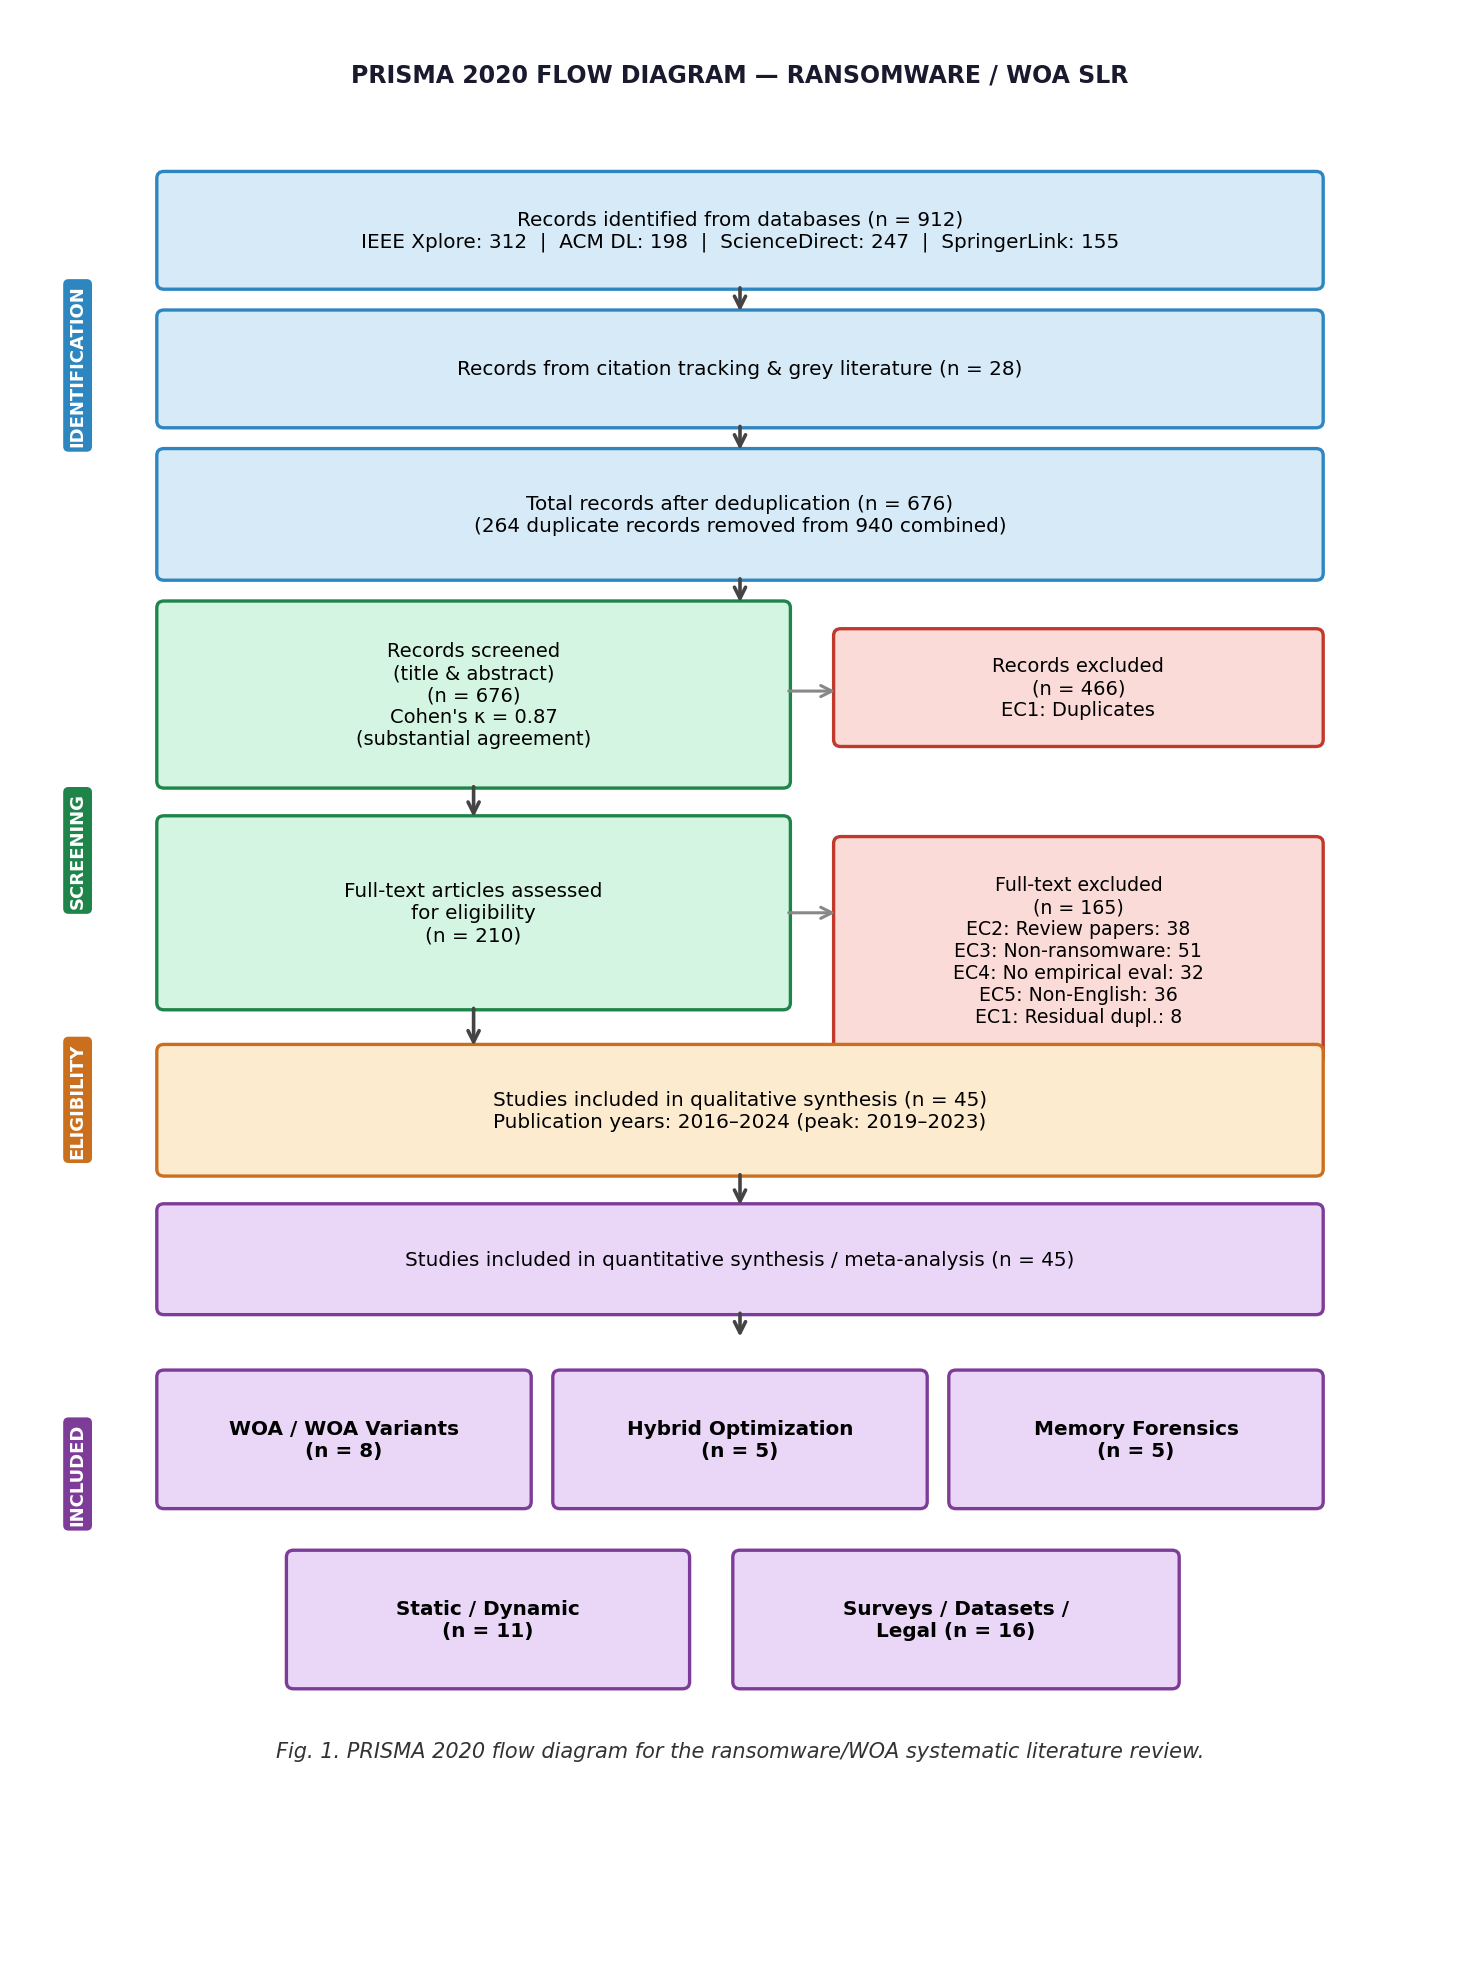 PRISMA 2020 FLOW DIAGRAM — RANSOMWARE / WOA SLR
IDENTIFICATION
Records identified from databases (n = 912)
IEEE Xplore: 312 | ACM DL: 198 | ScienceDirect: 247 | SpringerLink: 155
Records from citation tracking & grey literature (n = 28)
Total records after deduplication (n = 676)
(264 duplicate records removed from 940 combined)
SCREENING
Records screened
(title & abstract)
(n = 676)
Cohen's κ = 0.87
(substantial agreement)
Records excluded
(n = 466)
EC1: Duplicates
Full-text articles assessed
for eligibility
(n = 210)
Full-text excluded
(n = 165)
EC2: Review papers: 38
EC3: Non-ransomware: 51
EC4: No empirical eval: 32
EC5: Non-English: 36
EC1: Residual dupl.: 8
ELIGIBILITY
Studies included in qualitative synthesis (n = 45)
Publication years: 2016–2024 (peak: 2019–2023)
Studies included in quantitative synthesis / meta-analysis (n = 45)
INCLUDED
WOA / WOA Variants
(n = 8)
Hybrid Optimization
(n = 5)
Memory Forensics
(n = 5)
Static / Dynamic
(n = 11)
Surveys / Datasets /
Legal (n = 16)
Fig. 1. PRISMA 2020 flow diagram for the ransomware/WOA systematic literature review.